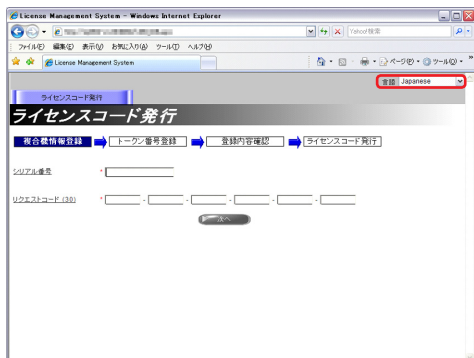 License Management System - Windows Internet Explorer
Yahoo!検索
ファイル(F) 編集(E) 表示(V) お気に入り(A) ツール(T) ヘルプ(H)
License Management System
ページ(P) ツール(O)
言語 Japanese
ライセンスコード発行
ライセンスコード発行
複合機情報登録 トークン番号登録 登録内容確認 ライセンスコード発行
シリアル番号 *
リクエストコード (30) * - - - - -
次へ